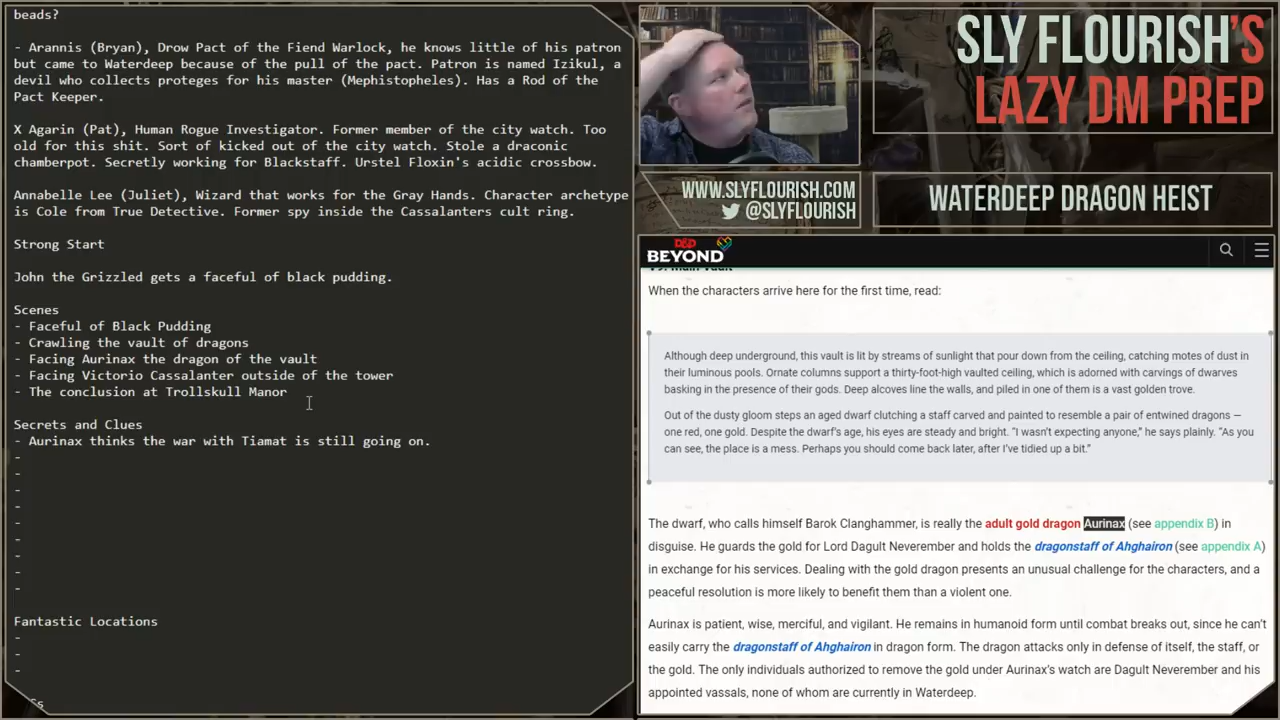 beads?
- Arannis (Bryan), Drow Pact of the Fiend Warlock, he knows little of his patron
but came to Waterdeep because of the pull of the pact. Patron is named Izikul, a
devil who collects proteges for his master (Mephistopheles). Has a Rod of the
Pact Keeper.
X Agarin (Pat), Human Rogue Investigator. Former member of the city watch. Too
old for this shit. Sort of kicked out of the city watch. Stole a draconic
chamberpot. Secretly working for Blackstaff. Urstel Floxin's acidic crossbow.
Annabelle Lee (Juliet), Wizard that works for the Gray Hands. Character archetype
is Cole from True Detective. Former spy inside the Cassalanters cult ring.
Strong Start
John the Grizzled gets a faceful of black pudding.
Scenes
- Faceful of Black Pudding
- Crawling the vault of dragons
- Facing Aurinax the dragon of the vault
- Facing Victorio Cassalanter outside of the tower
- The conclusion at Trollskull Manor
Secrets and Clues
- Aurinax thinks the war with Tiamat is still going on.
-
-
-
-
-
-
-
-
-
Fantastic Locations
-
-
-
SLY FLOURISH'S
LAZY DM PREP
WWW.SLYFLOURISH.COM
@SLYFLOURISH
WATERDEEP DRAGON HEIST
D&D
BEYOND
Main Vault
When the characters arrive here for the first time, read:
Although deep underground, this vault is lit by streams of sunlight that pour down from the ceiling, catching motes of dust in
their luminous pools. Ornate columns support a thirty-foot-high vaulted ceiling, which is adorned with carvings of dwarves
basking in the presence of their gods. Deep alcoves line the walls, and piled in one of them is a vast golden trove.
Out of the dusty gloom steps an aged dwarf clutching a staff carved and painted to resemble a pair of entwined dragons —
one red, one gold. Despite the dwarf's age, his eyes are steady and bright. “I wasn't expecting anyone,” he says plainly. “As you
can see, the place is a mess. Perhaps you should come back later, after I've tidied up a bit.”
The dwarf, who calls himself Barok Clanghammer, is really the adult gold dragon Aurinax (see appendix B) in
disguise. He guards the gold for Lord Dagult Neverember and holds the dragonstaff of Ahghairon (see appendix A)
in exchange for his services. Dealing with the gold dragon presents an unusual challenge for the characters, and a
peaceful resolution is more likely to benefit them than a violent one.
Aurinax is patient, wise, merciful, and vigilant. He remains in humanoid form until combat breaks out, since he can't
easily carry the dragonstaff of Ahghairon in dragon form. The dragon attacks only in defense of itself, the staff, or
the gold. The only individuals authorized to remove the gold under Aurinax's watch are Dagult Neverember and his
appointed vassals, none of whom are currently in Waterdeep.